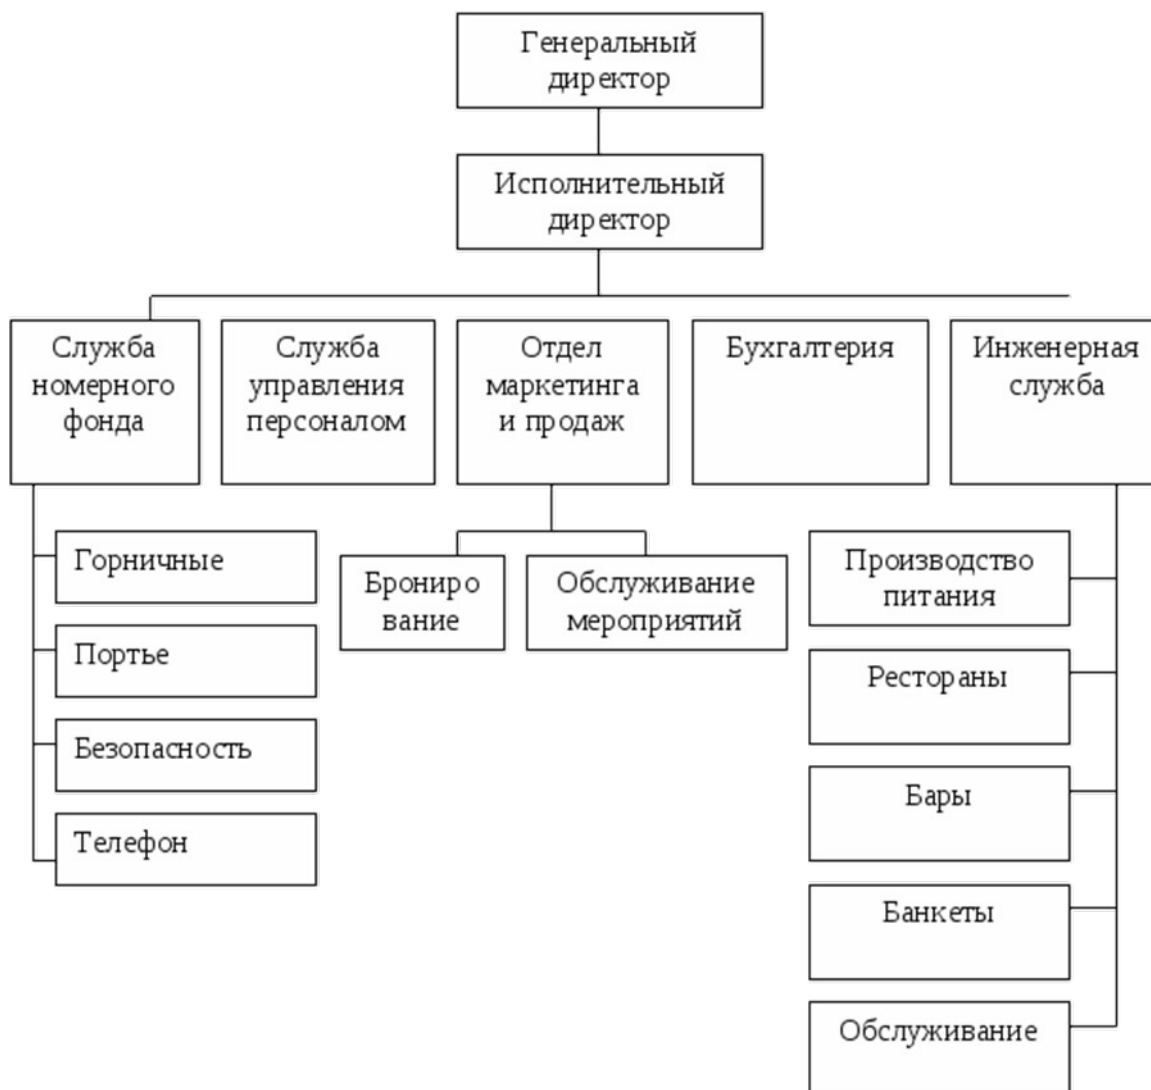 Генеральный
директор
Исполнительный
директор
Служба
номерного
фонда
Служба
управления
персоналом
Отдел
маркетинга
и продаж
Бухгалтерия
Инженерная
служба
Горничные
Портье
Безопасность
Телефон
Брониро
вание
Обслуживание
мероприятий
Производство
питания
Рестораны
Бары
Банкеты
Обслуживание